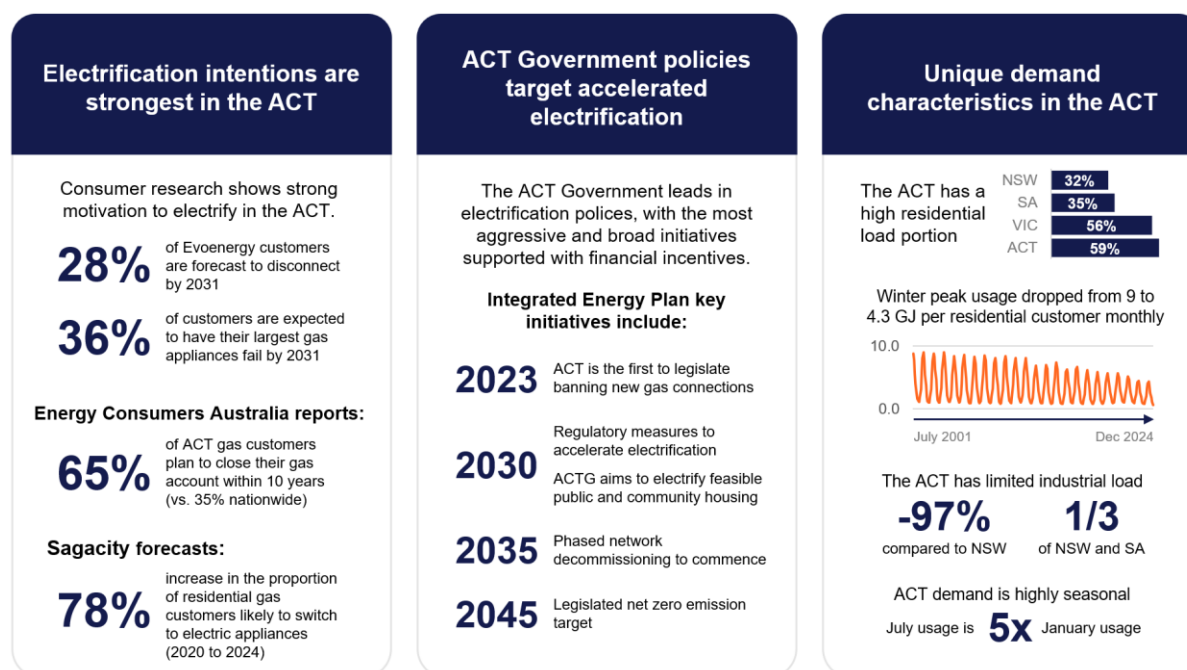 Electrification intentions are
strongest in the ACT
Consumer research shows strong
motivation to electrify in the ACT.
28%
of Evoenergy customers
are forecast to disconnect
by 2031
36%
of customers are expected
to have their largest gas
appliances fail by 2031
Energy Consumers Australia reports:
65%
of ACT gas customers
plan to close their gas
account within 10 years
(vs. 35% nationwide)
Sagacity forecasts:
78%
increase in the proportion
of residential gas
customers likely to switch
to electric appliances
(2020 to 2024)
ACT Government policies
target accelerated
electrification
The ACT Government leads in
electrification polices, with the most
aggressive and broad initiatives
supported with financial incentives.
Integrated Energy Plan key
initiatives include:
2023
ACT is the first to legislate
banning new gas connections
2030
Regulatory measures to
accelerate electrification
ACTG aims to electrify feasible
public and community housing
2035
Phased network
decommissioning to commence
2045
Legislated net zero emission
target
Unique demand
characteristics in the ACT
The ACT has a
high residential
load portion
NSW 32%
SA 35%
VIC 56%
ACT 59%
Winter peak usage dropped from 9 to
4.3 GJ per residential customer monthly
10.0
0.0
July 2001 Dec 2024
The ACT has limited industrial load
-97% 1/3
compared to NSW of NSW and SA
ACT demand is highly seasonal
July usage is 5x January usage